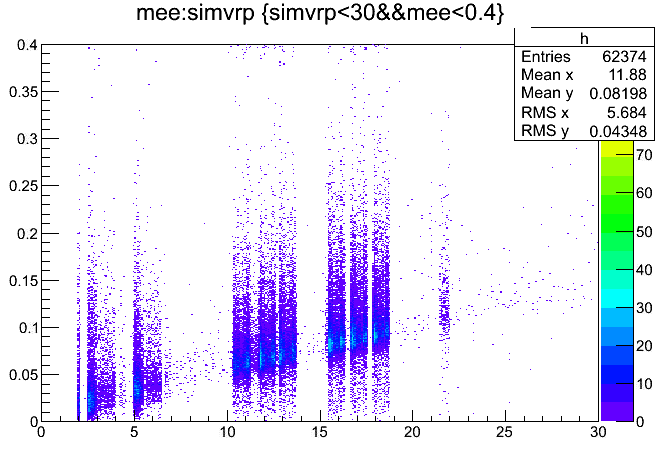 mee:simvrp {simvrp<30&&mee<0.4}
h
Entries 62374
Mean x 11.88
Mean y 0.08198
RMS x 5.684
RMS y 0.04348
0.4
0.35
0.3
0.25
0.2
0.15
0.1
0.05
0
0 5 10 15 20 25 30
70
60
50
40
30
20
10
0